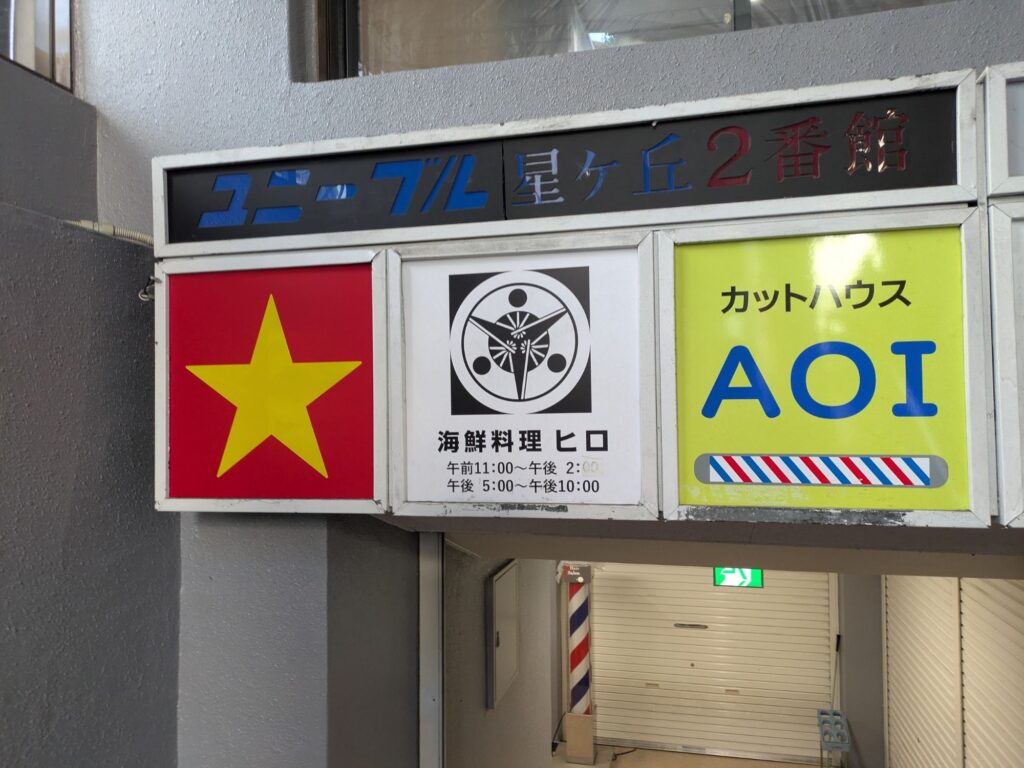 ユニーブル 星ヶ丘2番館
海鮮料理 ヒロ
午前11:00～午後 2:00
午後 5:00～午後10:00
カットハウス
AOI